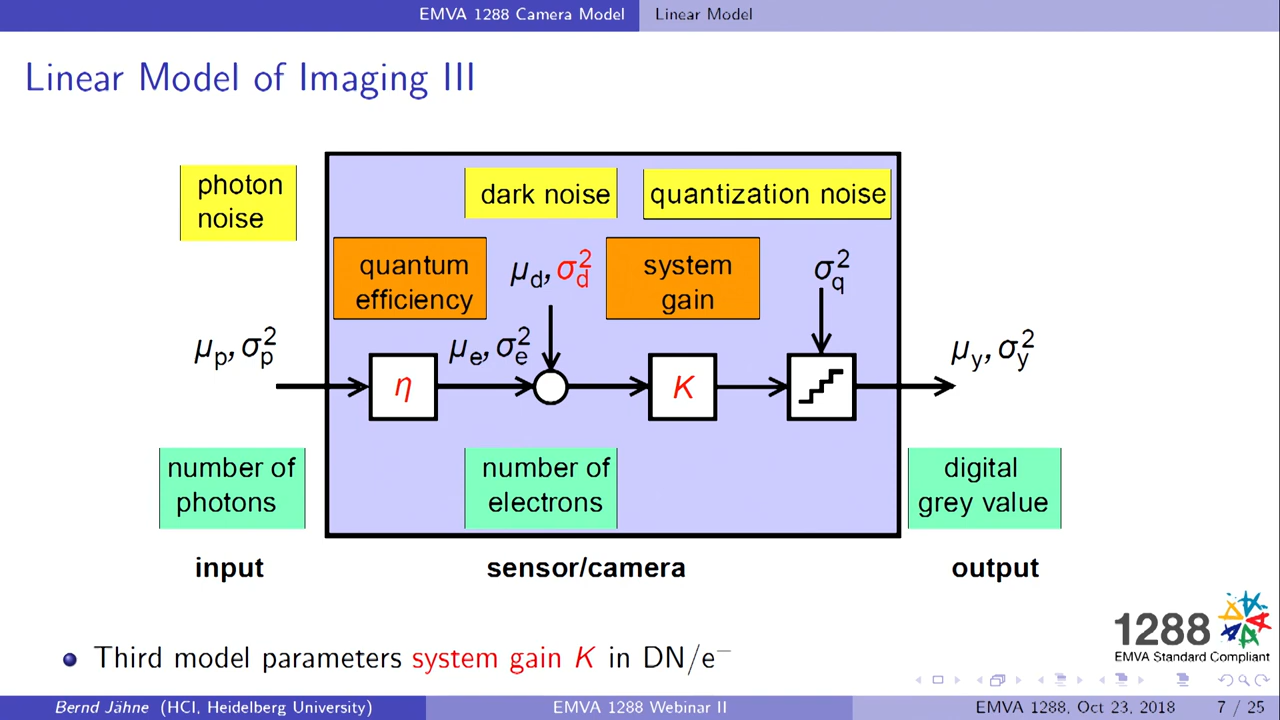 EMVA 1288 Camera Model Linear Model
Linear Model of Imaging III
photon
noise
dark noise
quantization noise
quantum
efficiency
μd, σd²
system
gain
σq²
μp, σp²
μe, σe²
μy, σy²
η
K
number of
photons
number of
electrons
digital
grey value
input
sensor/camera
output
1288
EMVA Standard Compliant
Third model parameters system gain K in DN/e⁻
Bernd Jähne (HCI, Heidelberg University) EMVA 1288 Webinar II EMVA 1288, Oct 23, 2018 7 / 25